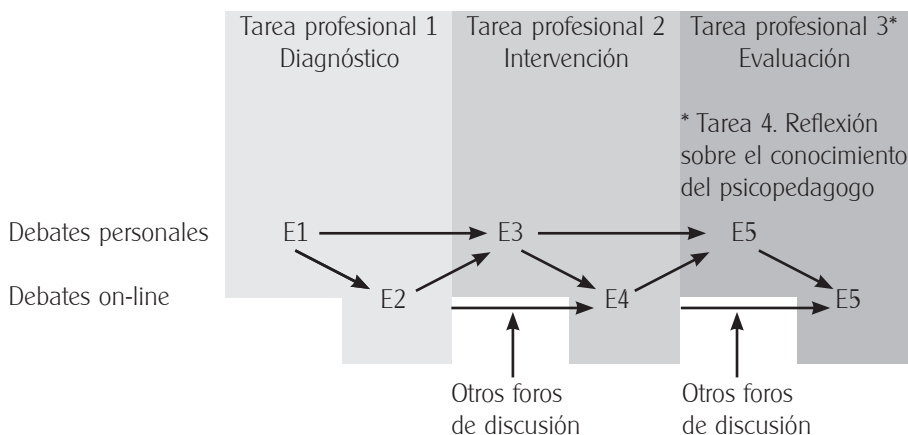 Tarea profesional 1
Diagnóstico
Tarea profesional 2
Intervención
Tarea profesional 3*
Evaluación
* Tarea 4. Reflexión
sobre el conocimiento
del psicopedagogo
Debates personales
E1
E3
E5
Debates on-line
E2
E4
E5
Otros foros
de discusión
Otros foros
de discusión